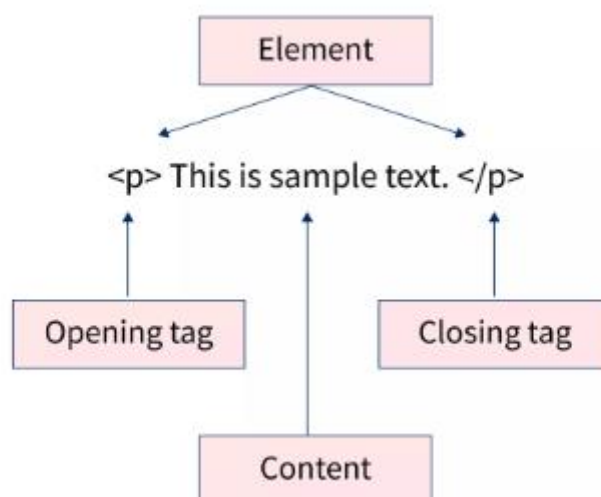 Element
<p> This is sample text. </p>
Opening tag
Closing tag
Content